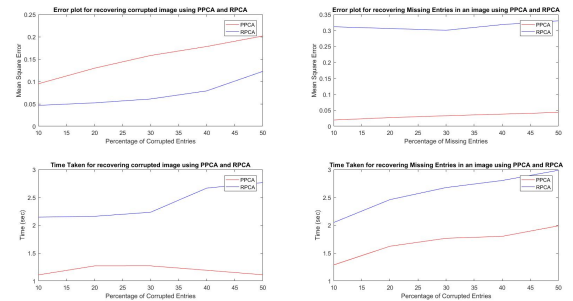 Error plot for recovering corrupted image using PPCA and RPCA
0.25
0.2
0.15
0.1
0.05
0
Mean Square Error
PPCA
RPCA
10 15 20 25 30 35 40 45 50
Percentage of Corrupted Entries
Error plot for recovering Missing Entries in an image using PPCA and RPCA
0.35
0.3
0.25
0.2
0.15
0.1
0.05
0
Mean Square Error
PPCA
RPCA
10 15 20 25 30 35 40 45 50
Percentage of Missing Entries
Time Taken for recovering corrupted image using PPCA and RPCA
3
2.5
2
1.5
1
Time (sec)
PPCA
RPCA
10 15 20 25 30 35 40 45 50
Percentage of Corrupted Entries
Time Taken for recovering Missing Entries in an image using PPCA and RPCA
3
2.5
2
1.5
1
Time (sec)
PPCA
RPCA
10 15 20 25 30 35 40 45 50
Percentage of Corrupted Entries